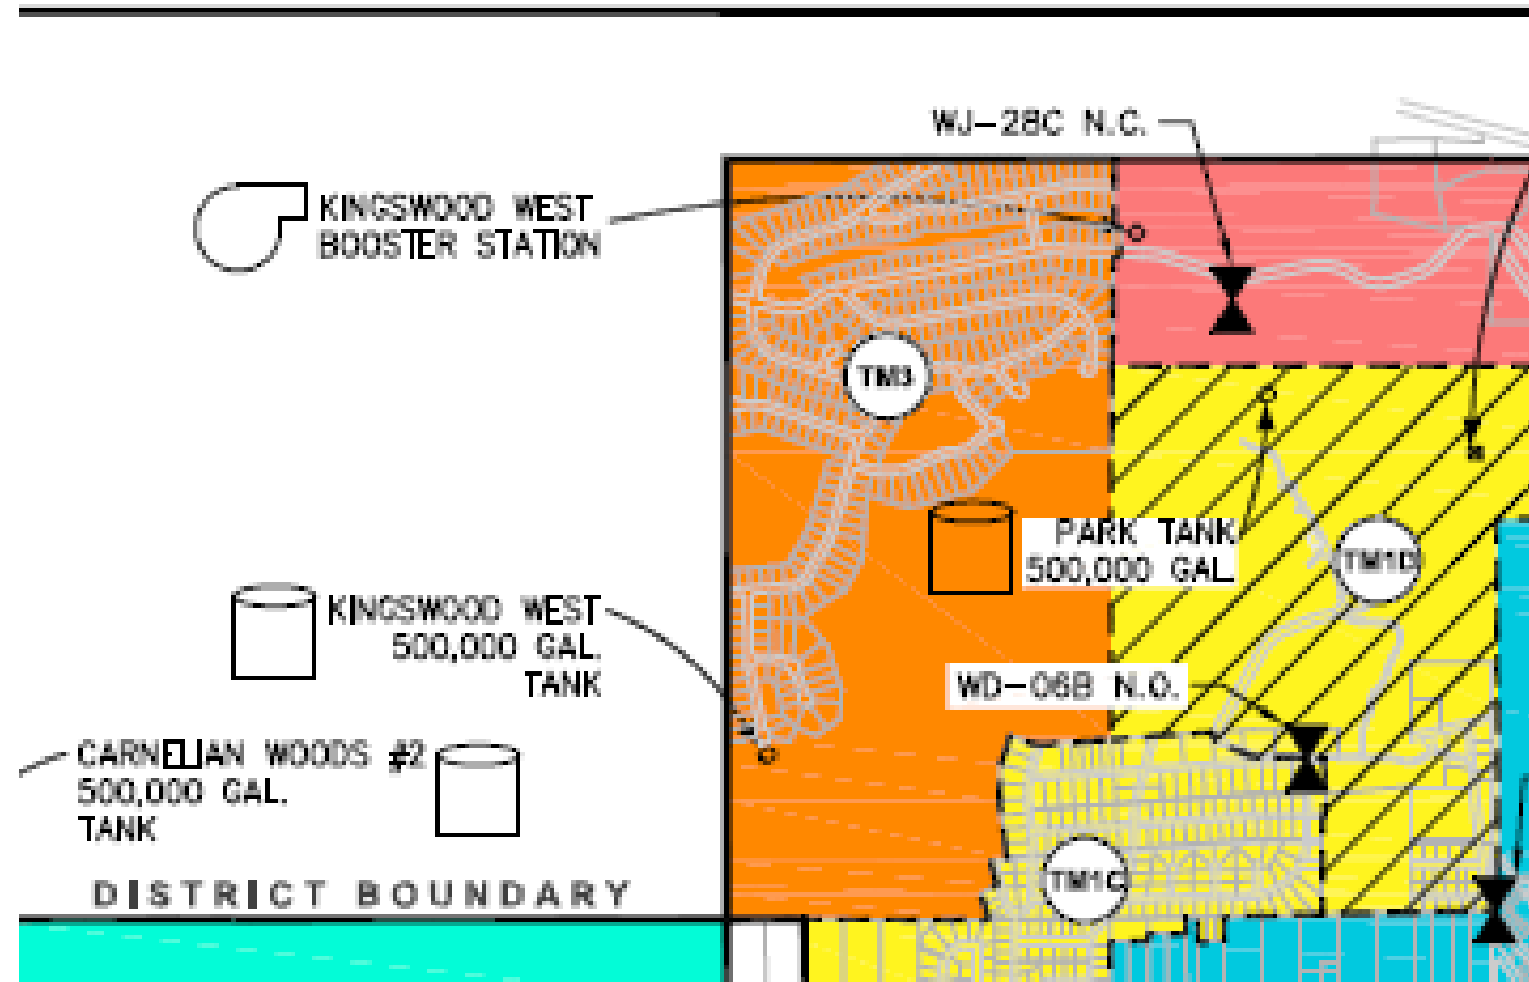 WJ-28C N.C.
KINGSWOOD WEST
BOOSTER STATION
TM3
PARK TANK
500,000 GAL.
TM1D
KINGSWOOD WEST
500,000 GAL.
TANK
WD-06B N.O.
CARNELIAN WOODS #2
500,000 GAL.
TANK
TM1C
DISTRICT BOUNDARY